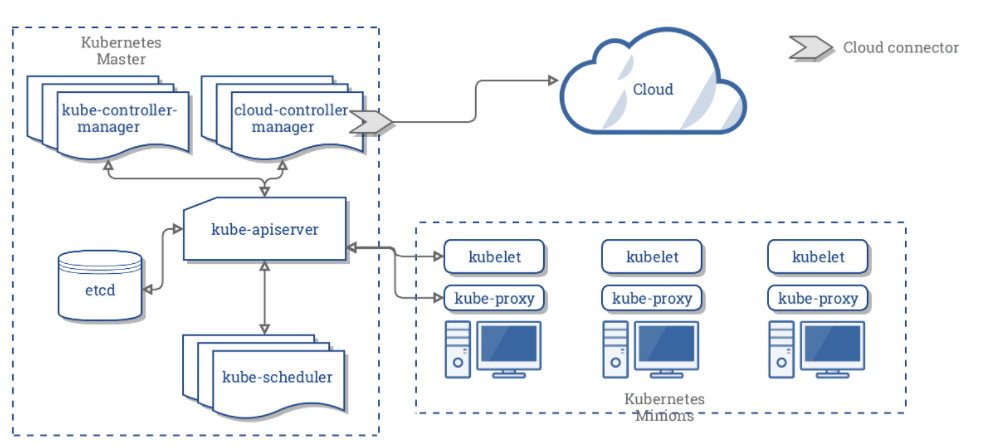 Kubernetes
Master
kube-controller-
manager
cloud-controller
manager
Cloud
Cloud connector
kube-apiserver
etcd
kube-scheduler
kubelet
kubelet
kubelet
kube-proxy
kube-proxy
kube-proxy
Kubernetes
Minions